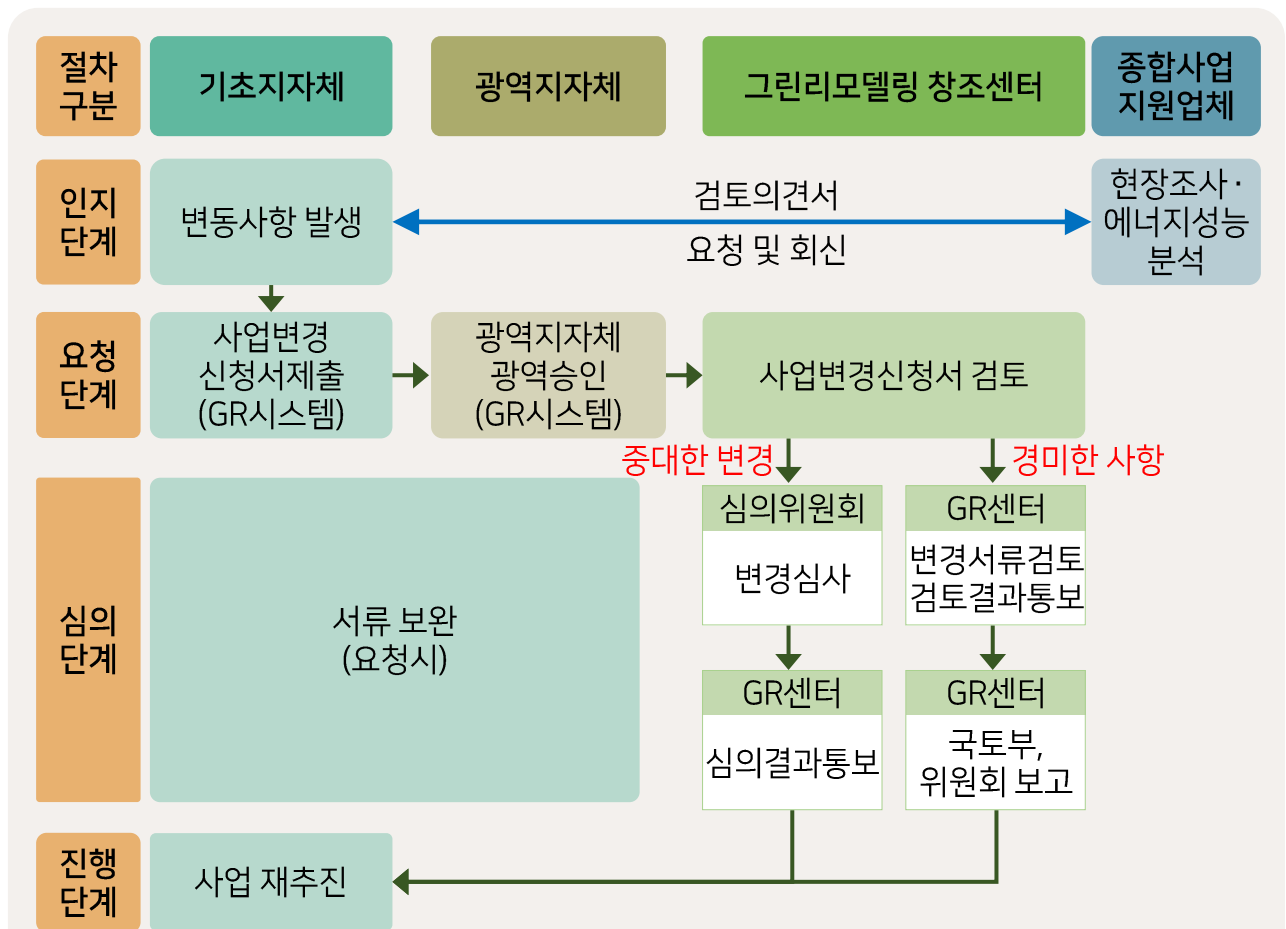 절차
구분
기초지자체
광역지자체
그린리모델링 창조센터
종합사업
지원업체
인지
단계
변동사항 발생
검토의견서
요청 및 회신
현장조사·
에너지성능
분석
요청
단계
사업변경
신청서제출
(GR시스템)
광역지자체
광역승인
(GR시스템)
사업변경신청서 검토
중대한 변경
경미한 사항
심의
단계
서류 보완
(요청시)
심의위원회
변경심사
GR센터
변경서류검토
검토결과통보
GR센터
심의결과통보
GR센터
국토부,
위원회 보고
진행
단계
사업 재추진